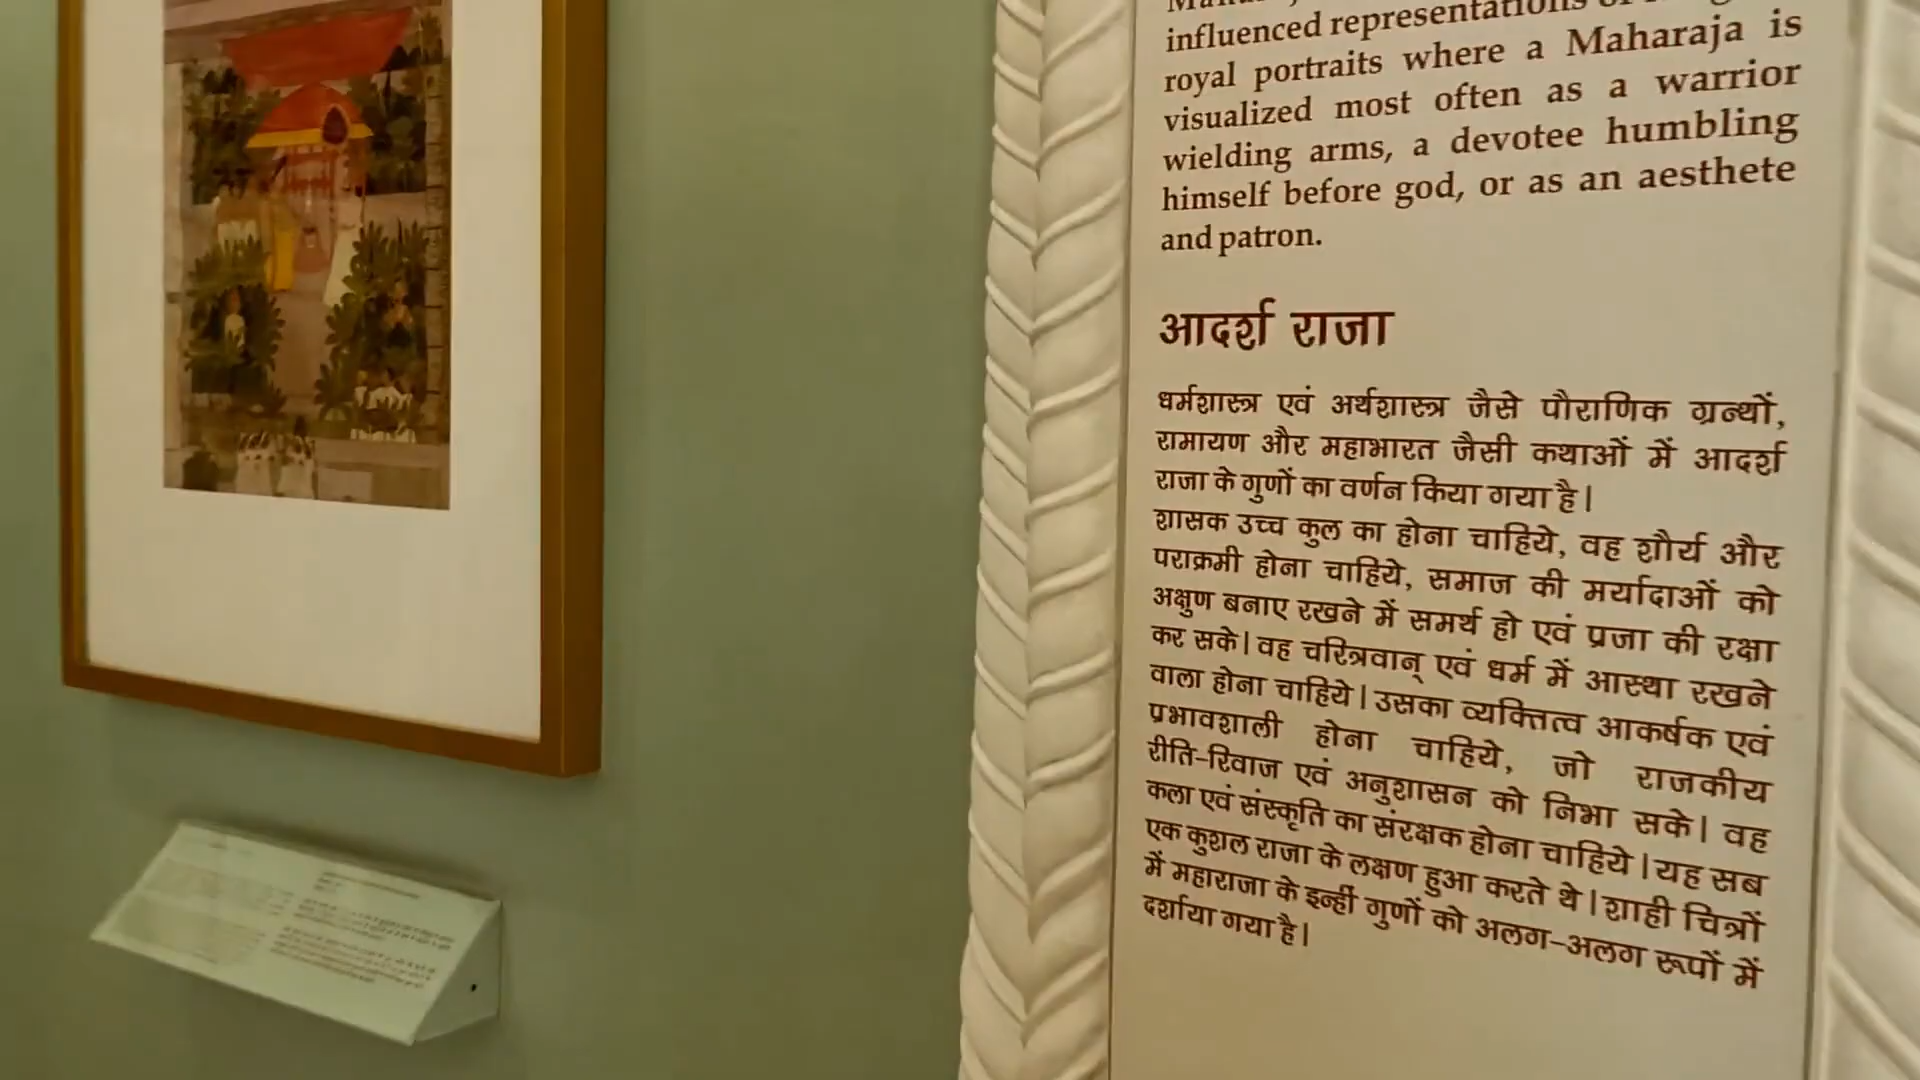 influenced representations of
royal portraits where a Maharaja is
visualized most often as a warrior
wielding arms, a devotee humbling
himself before god, or as an aesthete
and patron.
आदर्श राजा
धर्मशास्त्र एवं अर्थशास्त्र जैसे पौराणिक ग्रन्थों,
रामायण और महाभारत जैसी कथाओं में आदर्श
राजा के गुणों का वर्णन किया गया है।
शासक उच्च कुल का होना चाहिये, वह शौर्य और
पराक्रमी होना चाहिये, समाज की मर्यादाओं को
अक्षुण बनाए रखने में समर्थ हो एवं प्रजा की रक्षा
कर सके। वह चरित्रवान् एवं धर्म में आस्था रखने
वाला होना चाहिये। उसका व्यक्तित्व आकर्षक एवं
प्रभावशाली होना चाहिये, जो राजकीय
रीति-रिवाज एवं अनुशासन को निभा सके। वह
कला एवं संस्कृति का संरक्षक होना चाहिये। यह सब
एक कुशल राजा के लक्षण हुआ करते थे। शाही चित्रों
में महाराजा के इन्हीं गुणों को अलग-अलग रूपों में
दर्शाया गया है।